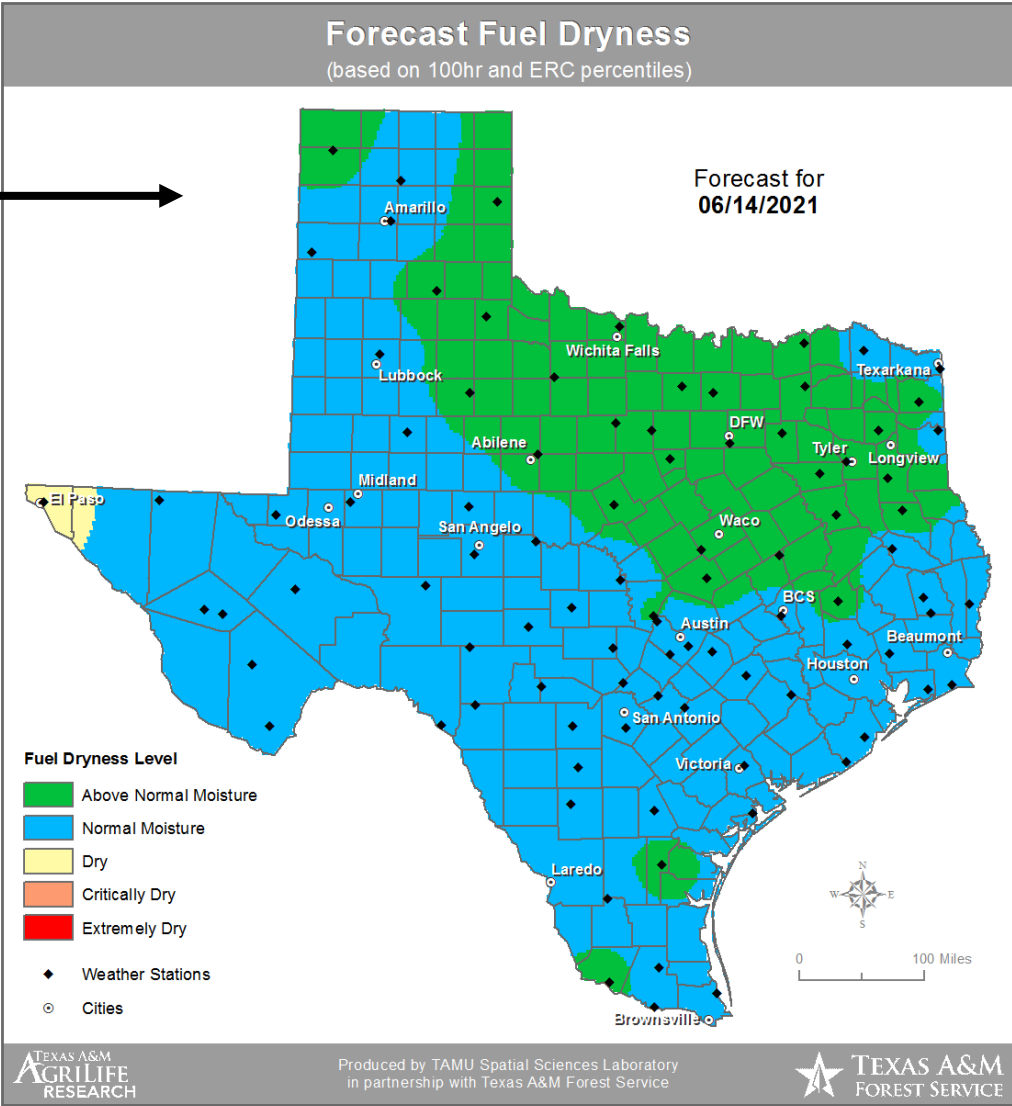 Forecast Fuel Dryness
(based on 100hr and ERC percentiles)
Forecast for
06/14/2021
Amarillo
Wichita Falls
Texarkana
Lubbock
DFW
Abilene
Tyler
Longview
Midland
El Paso
Odessa
San Angelo
Waco
BCS
Austin
Beaumont
Houston
San Antonio
Victoria
Laredo
Brownsville
Fuel Dryness Level
Above Normal Moisture
Normal Moisture
Dry
Critically Dry
Extremely Dry
Weather Stations
Cities
N
W E
S
0 100 Miles
TEXAS A&M
AGRILIFE
RESEARCH
Produced by TAMU Spatial Sciences Laboratory
in partnership with Texas A&M Forest Service
TEXAS A&M
FOREST SERVICE